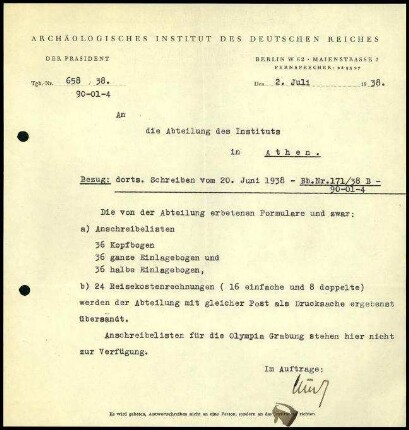 ARCHÄOLOGISCHES INSTITUT DES DEUTSCHEN REICHES
DER PRÄSIDENT
BERLIN W 62 · MAIENSTRASSE 1
FERNSPRECHER:
Tgb.-Nr. 658 /38.
90-01-4
Den 2. Juli 1938.
An
die Abteilung des Instituts
in Athen.
Bezug: dorts. Schreiben vom 20. Juni 1938 - Bb.Nr.171/38 B -
90-01-4
Die von der Abteilung erbetenen Formulare und zwar:
a) Anschreibelisten
36 Kopfbogen
36 ganze Einlagebogen und
36 halbe Einlagebogen,
b) 24 Reisekostenrechnungen ( 16 einfache und 8 doppelte)
werden der Abteilung mit gleicher Post als Drucksache ergebenst
übersandt.
Anschreibelisten für die Olympia Grabung stehen hier nicht
zur Verfügung.
Im Auftrage:
Es wird gebeten, Antwortschreiben nicht an eine Person, sondern an das richten